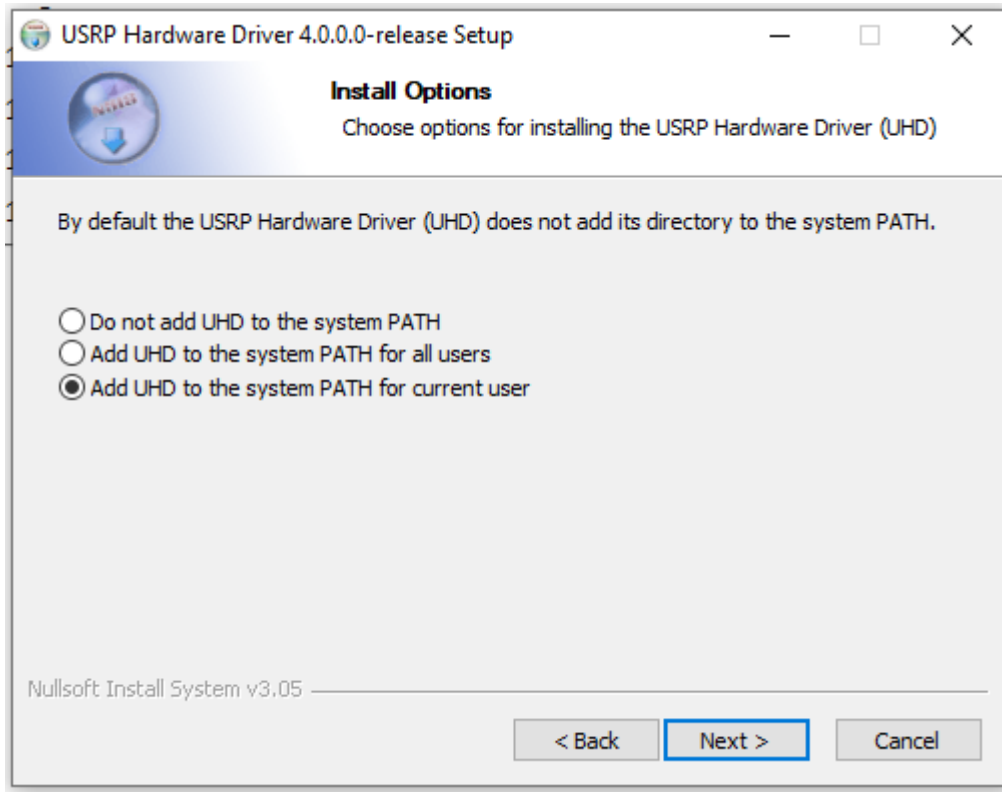 USRP Hardware Driver 4.0.0.0-release Setup
Install Options
Choose options for installing the USRP Hardware Driver (UHD)
By default the USRP Hardware Driver (UHD) does not add its directory to the system PATH.
Do not add UHD to the system PATH
Add UHD to the system PATH for all users
Add UHD to the system PATH for current user
Nullsoft Install System v3.05
< Back Next > Cancel